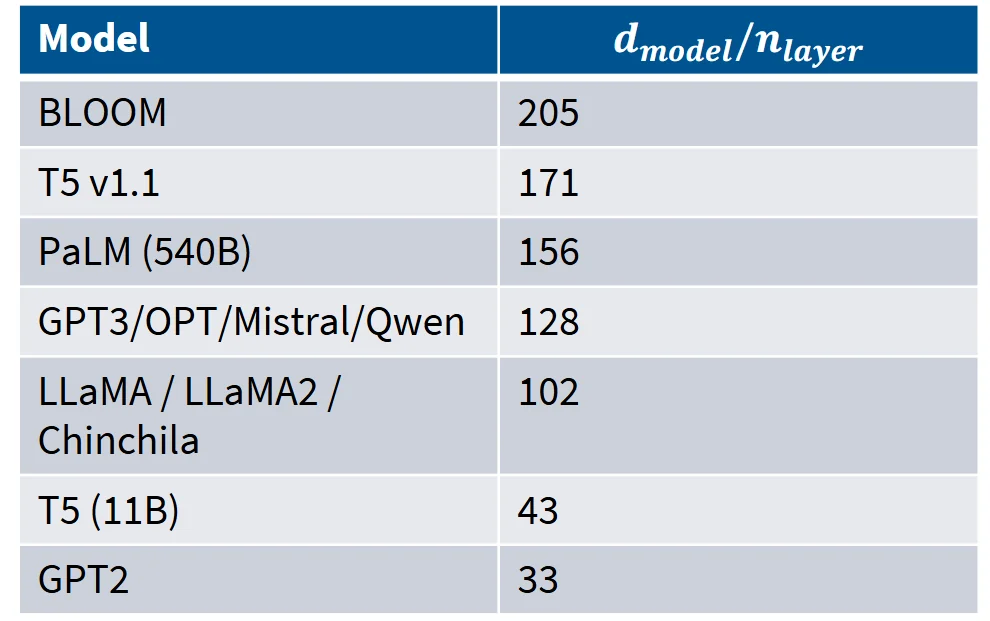 Model d_model/n_layer
BLOOM 205
T5 v1.1 171
PaLM (540B) 156
GPT3/OPT/Mistral/Qwen 128
LLaMA / LLaMA2 / 102
Chinchila
T5 (11B) 43
GPT2 33